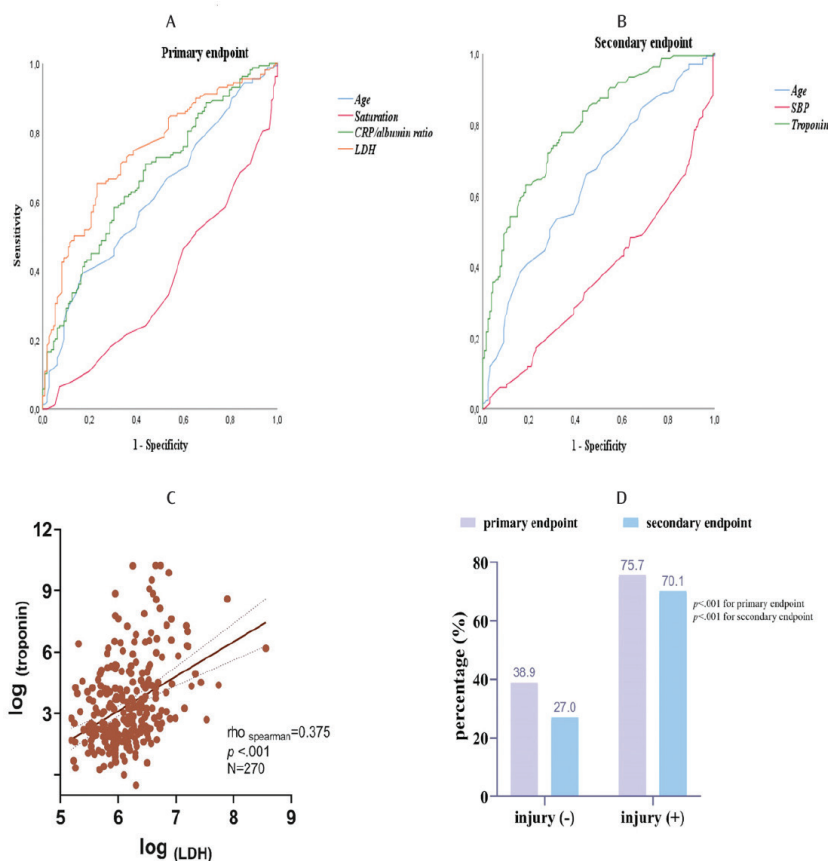 A
Primary endpoint
1,0
0,8
0,6
0,4
0,2
0,0
Sensitivity
0,0
0,2
0,4
0,6
0,8
1,0
1 - Specificity
Age
Saturation
CRP/albumin ratio
LDH
B
Secondary endpoint
1,0
0,8
0,6
0,4
0,2
0,0
0,0
0,2
0,4
0,6
0,8
1,0
1 - Specificity
Age
SBP
Troponin
C
12
9
6
3
log (troponin)
rho spearman=0.375
p <.001
N=270
5
6
7
8
9
log (LDH)
D
primary endpoint
secondary endpoint
80
60
40
20
0
percentage (%)
38.9
27.0
75.7
70.1
p<.001 for primary endpoint
p<.001 for secondary endpoint
injury (-)
injury (+)